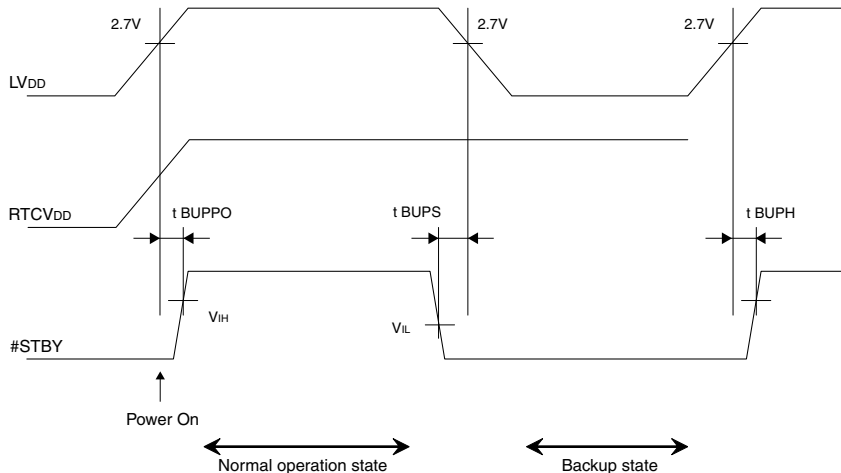 2.7V 2.7V 2.7V
LVDD
RTCVDD
t BUPPO t BUPS t BUPH
VIH VIL
#STBY
Power On
Normal operation state Backup state